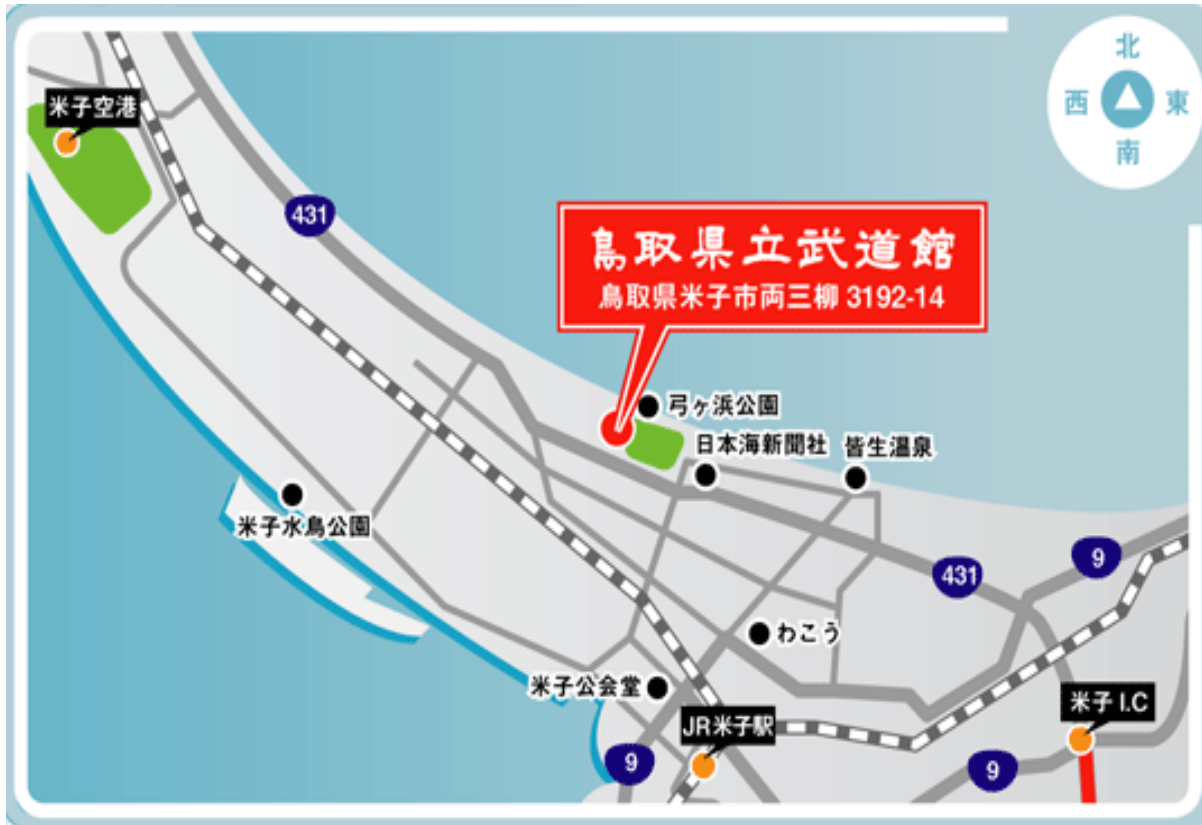 北
西 東
南
米子空港
431
鳥取県立武道館
鳥取県米子市両三柳 3192-14
弓ヶ浜公園
日本海新聞社
皆生温泉
米子水鳥公園
9
431
わこう
米子公会堂
米子 I.C
JR米子駅
9
9